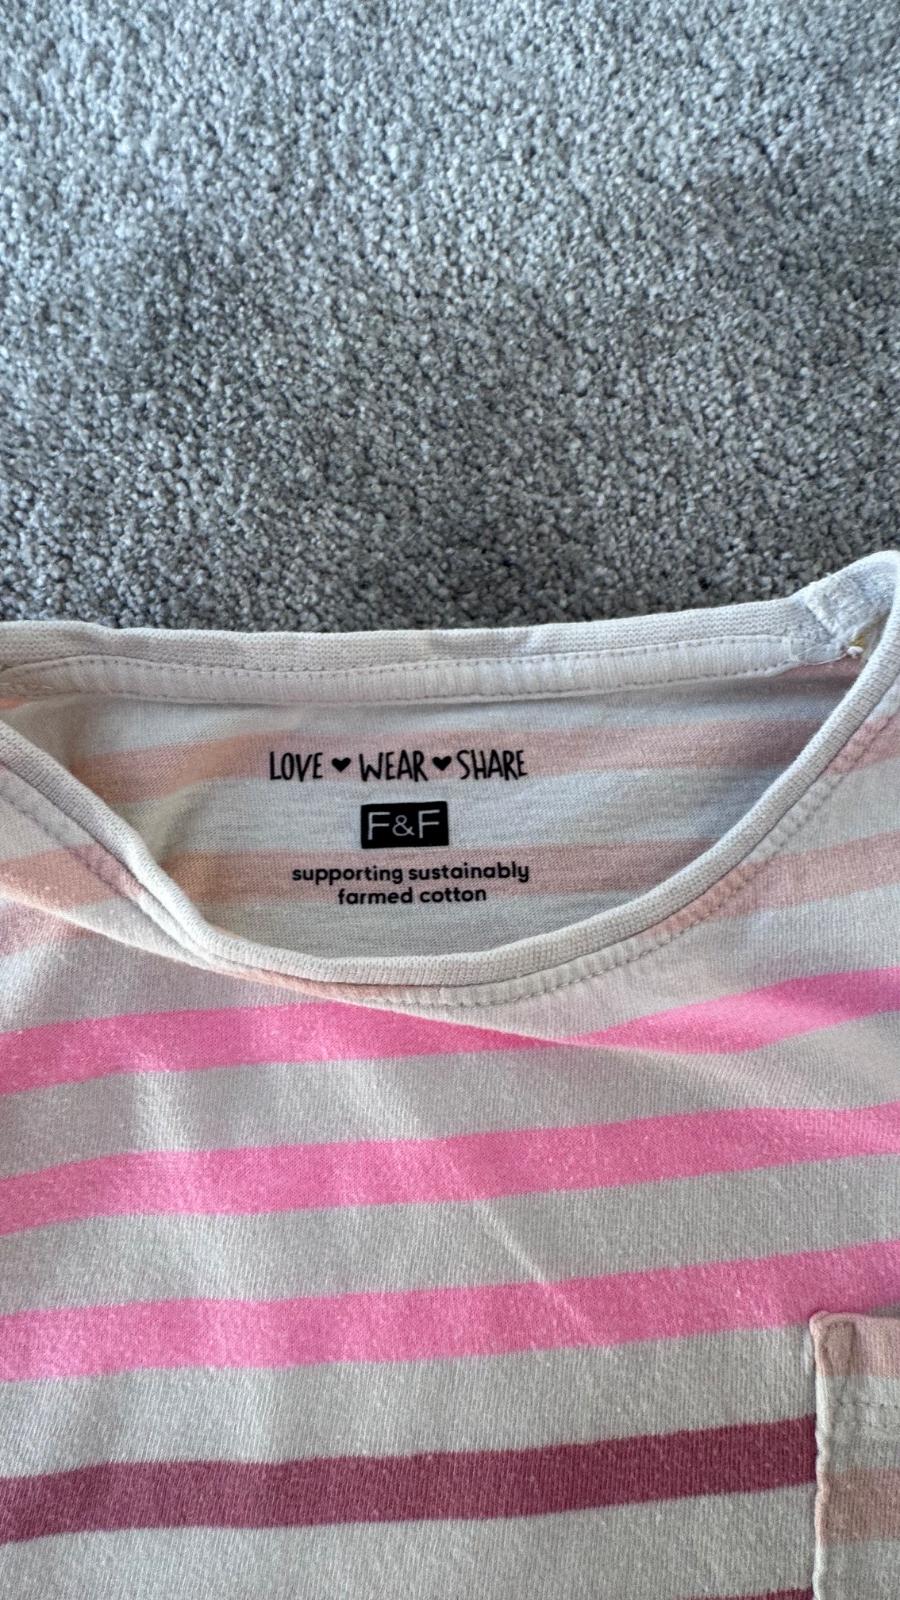 LOVE ♥ WEAR ♥ SHARE
F&F
supporting sustainably
farmed cotton